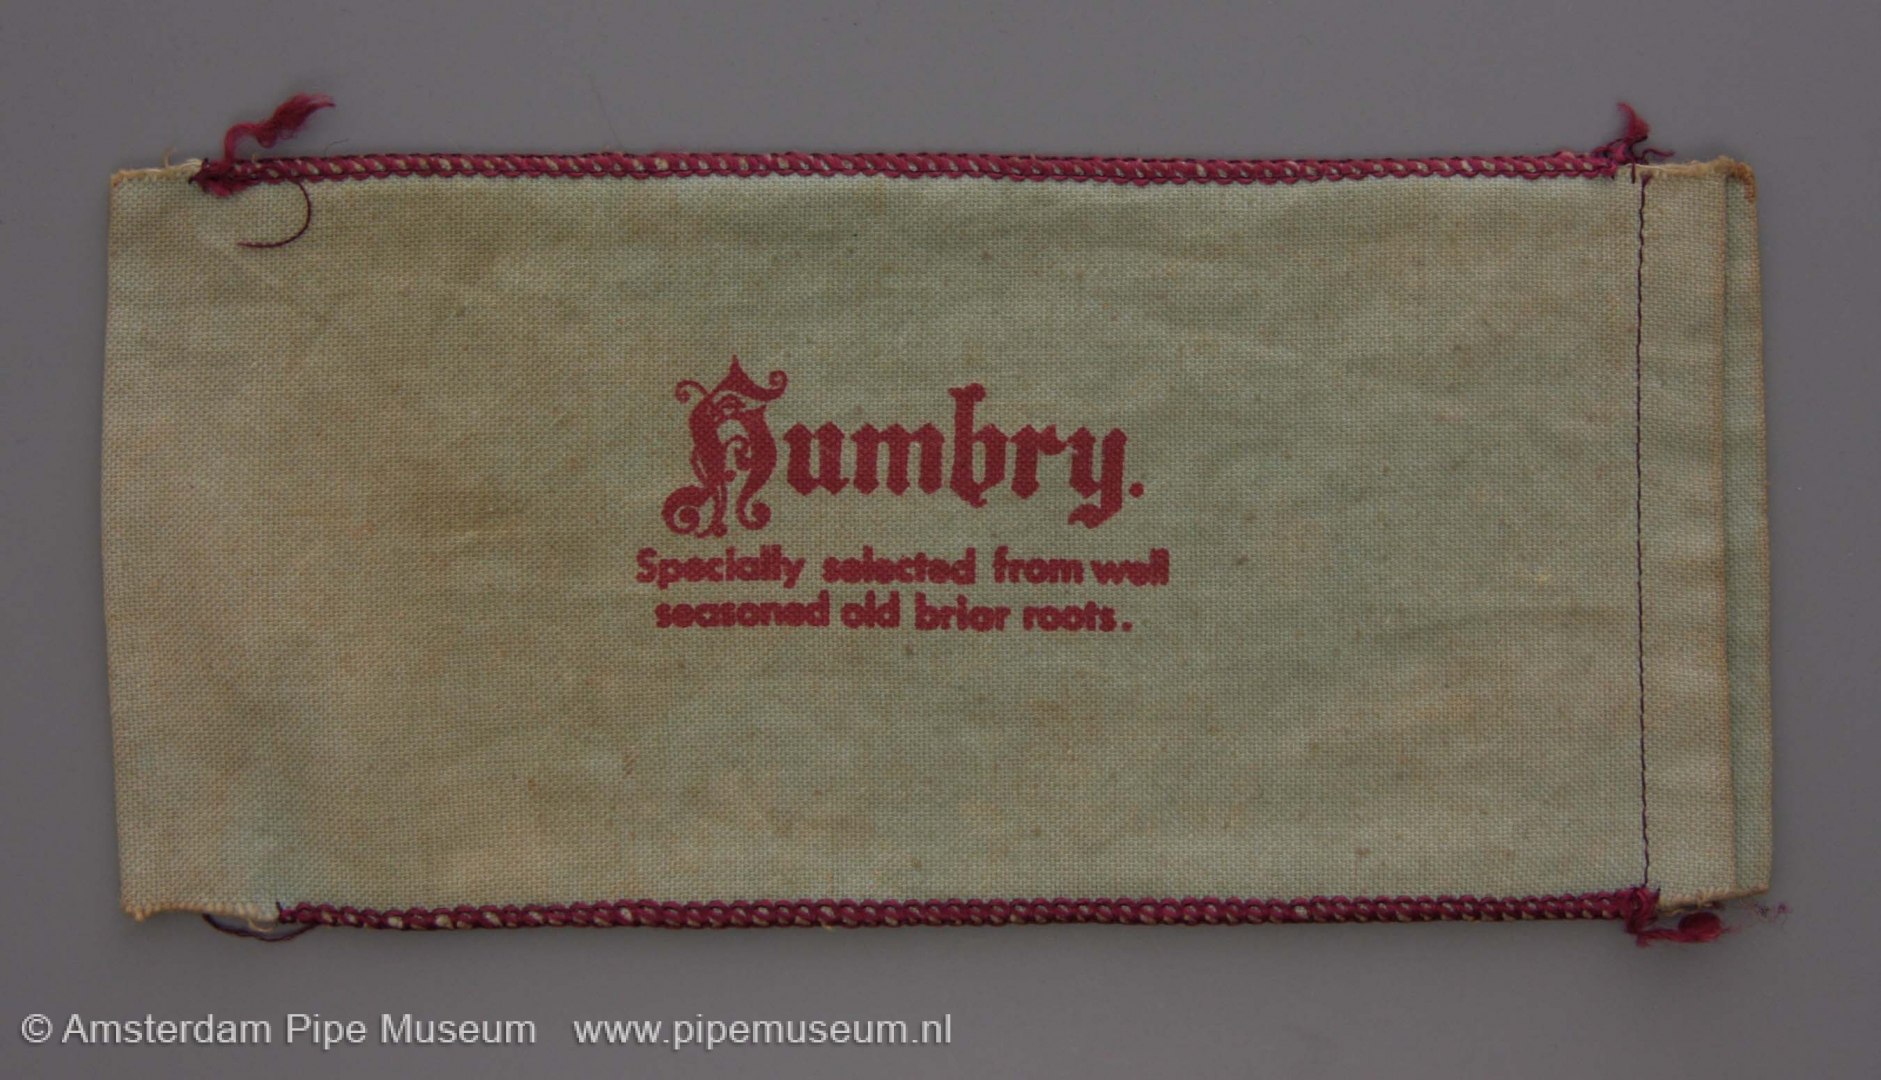 Humbry.
Specially selected from well
seasoned old briar roots.
© Amsterdam Pipe Museum www.pipemuseum.nl